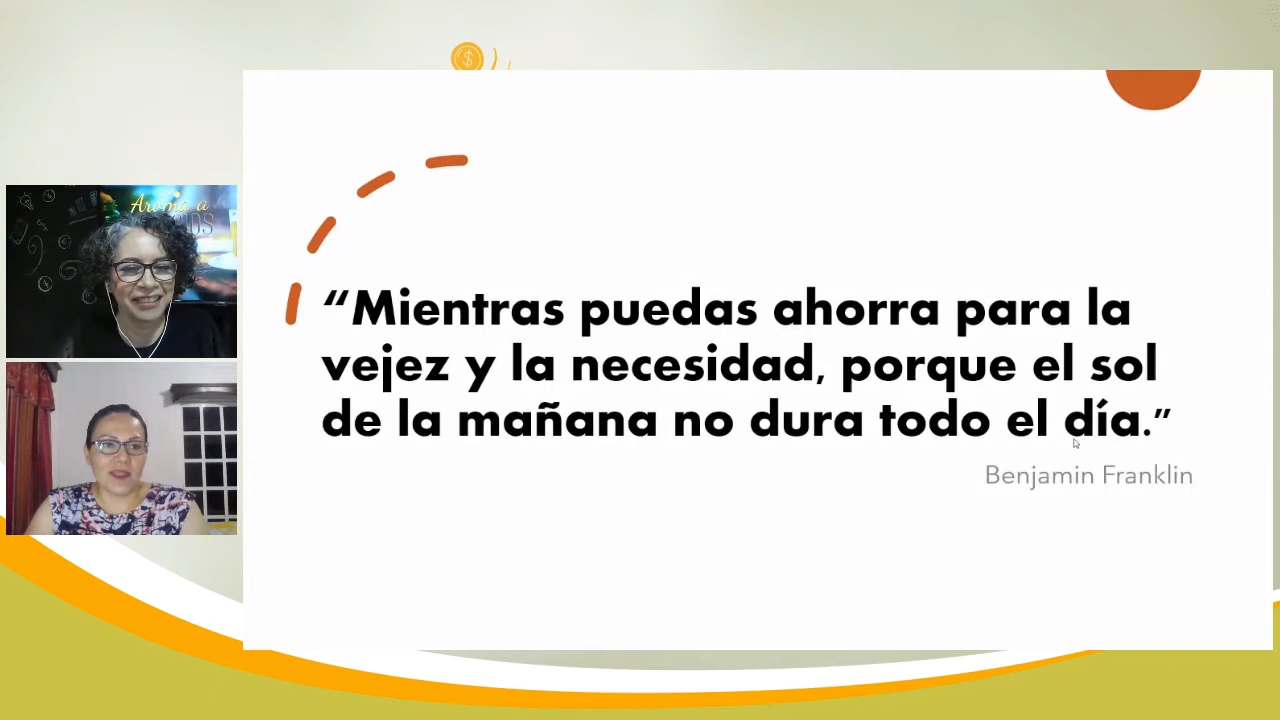 Aroma a
“Mientras puedas ahorra para la
vejez y la necesidad, porque el sol
de la mañana no dura todo el día.”
Benjamin Franklin